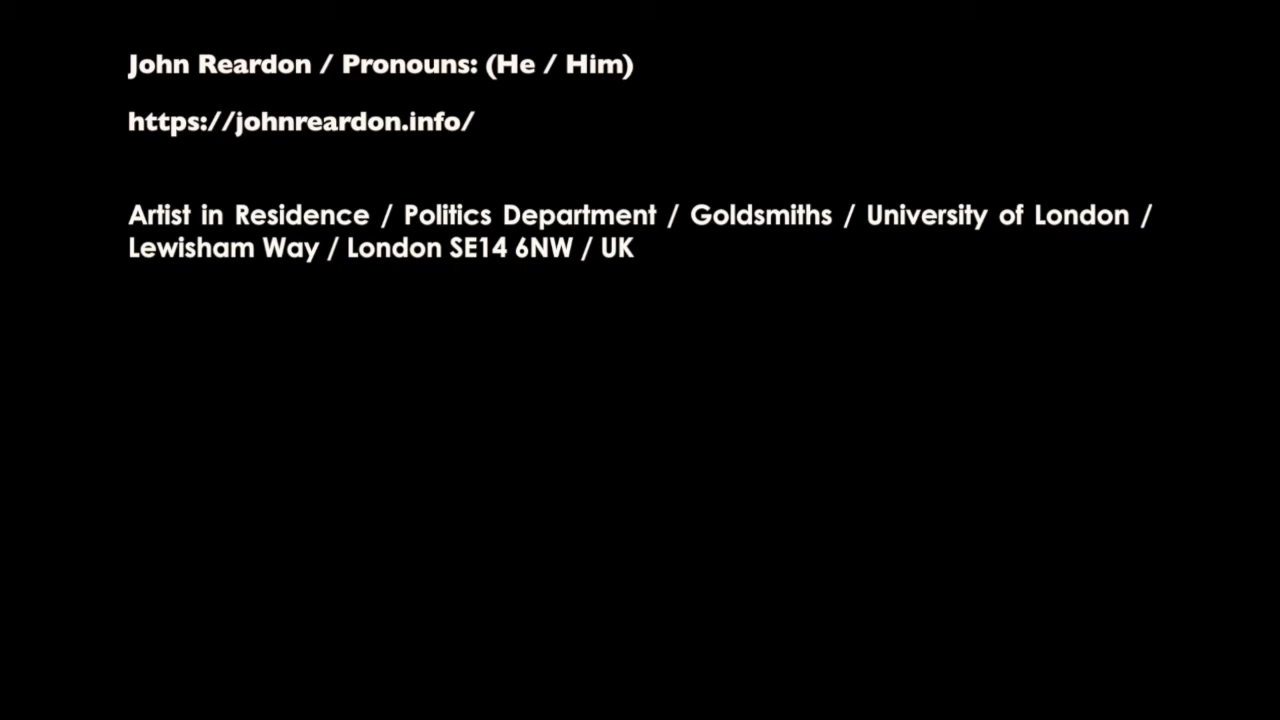 John Reardon / Pronouns: (He / Him)
https://johnreardon.info/
Artist in Residence / Politics Department / Goldsmiths / University of London /
Lewisham Way / London SE14 6NW / UK